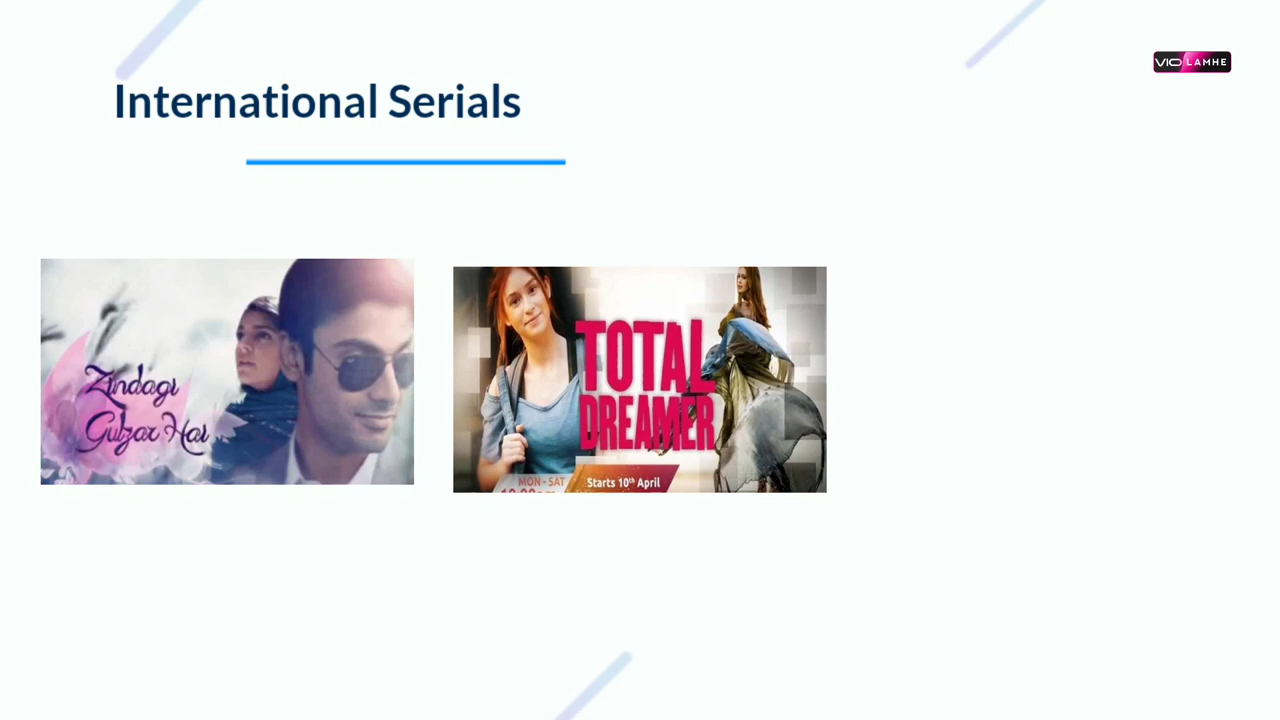 VIO LAMHE
International Serials
Zindagi
Gulzar Hai
TOTAL
DREAMER
MON - SAT
Starts 10th April